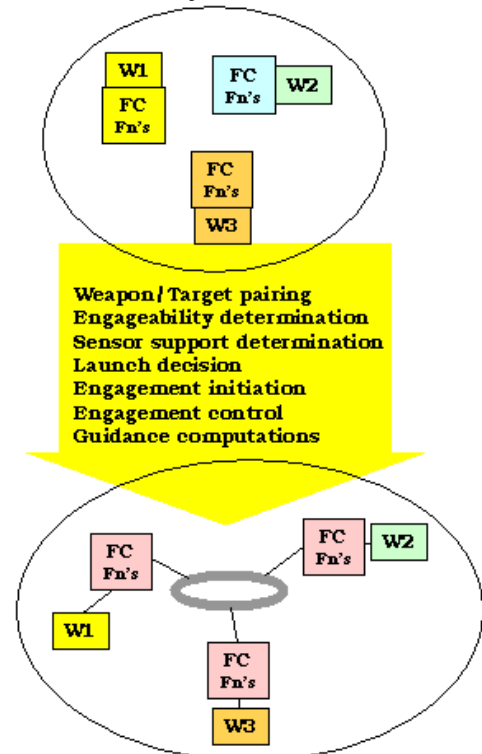 W1
FC
Fn's
FC
Fn's
W2
FC
Fn's
W3
Weapon/Target pairing
Engageability determination
Sensor support determination
Launch decision
Engagement initiation
Engagement control
Guidance computations
FC
Fn's
W1
FC
Fn's
W2
FC
Fn's
W3